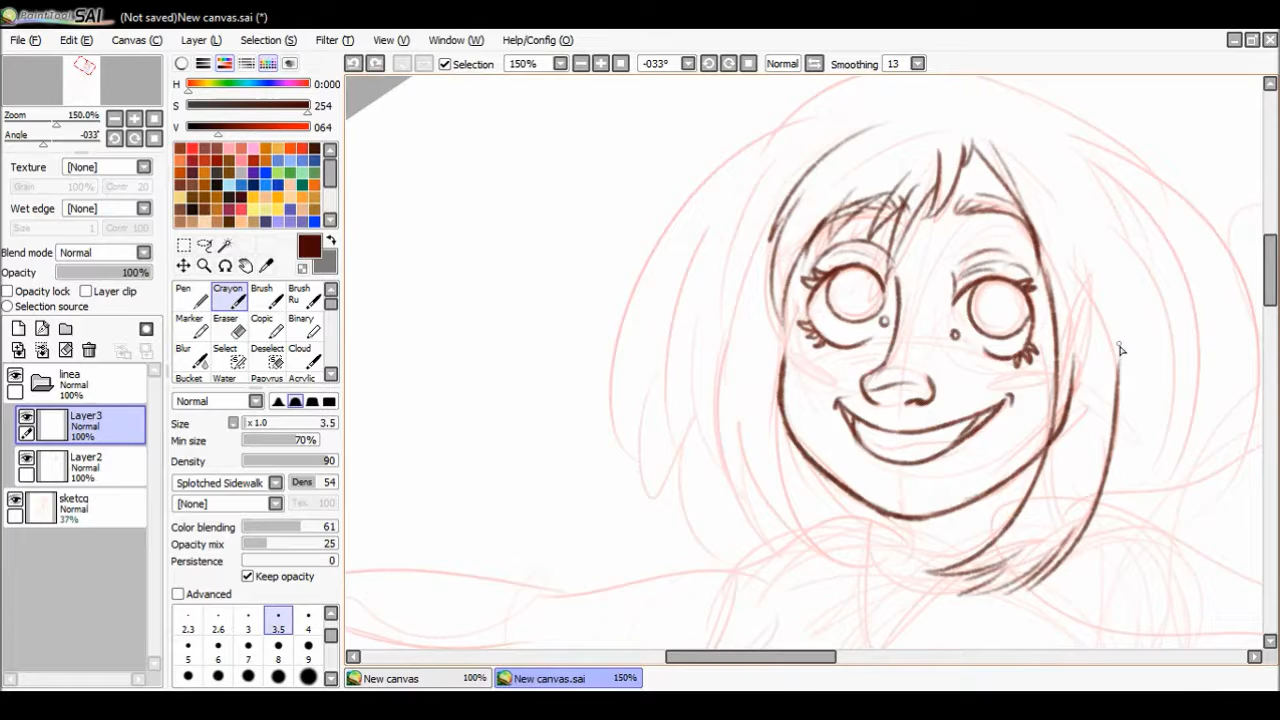 PaintTool SAI (Not saved)New canvas.sai (*)
File (F) Edit (E) Canvas (C) Layer (L) Selection (S) Filter (T) View (V) Window (W) Help/Config (O)
Selection 150% -033° Normal Smoothing 13
H 0:000
S 254
V 064
Zoom 150.0%
Angle -033°
Texture [None]
Grain 100% Contr 20
Wet edge [None]
Size 1 Contr 100
Blend mode Normal
Opacity 100%
Opacity lock Layer clip
Selection source
linea
Normal
100%
Layer3
Normal
100%
Layer2
Normal
100%
sketcg
Normal
37%
Pen Crayon Brush Brush Ru
Marker Eraser Copic Binary
Blur Select Deselect Cloud
Bucket Water Papyrus Acrylic
Normal
Size x 1.0 3.5
Min size 70%
Density 90
Splotched Sidewalk Dens 54
[None] Tex. 100
Color blending 61
Opacity mix 25
Persistence 0
Keep opacity
Advanced
2.3 2.6 3 3.5 4
5 6 7 8 9
New canvas 100% New canvas.sai 150%